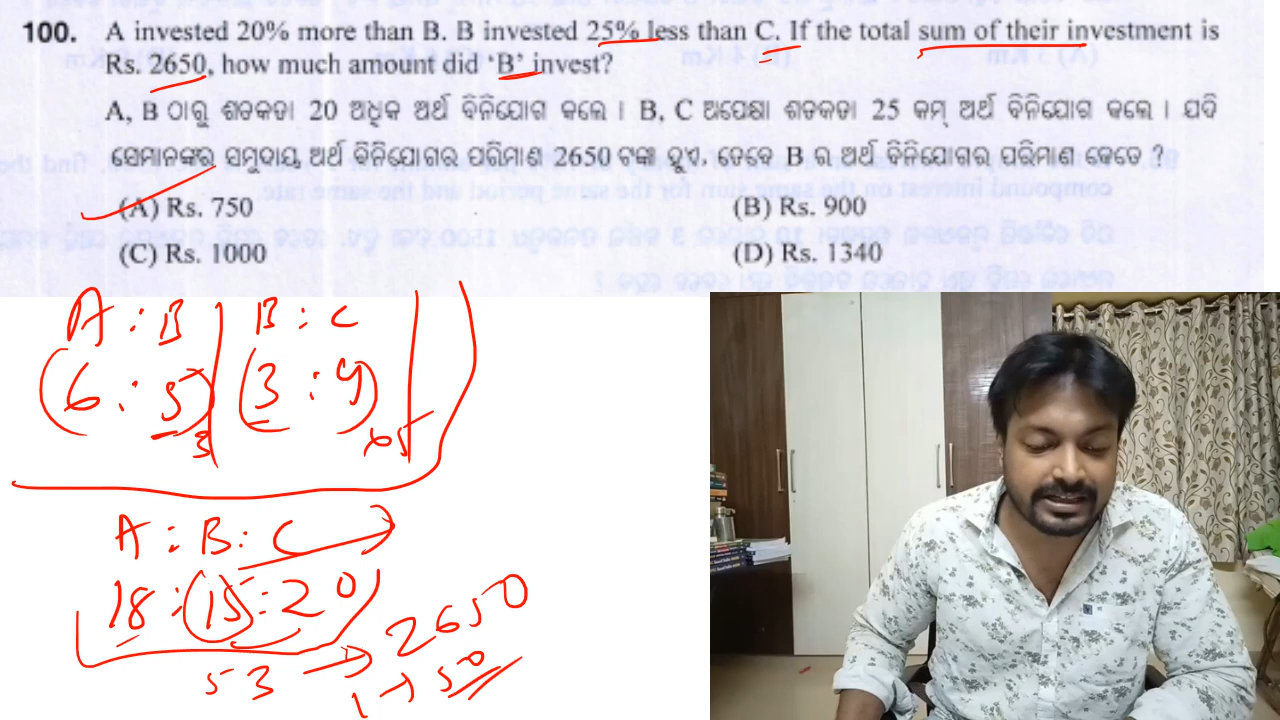 100. A invested 20% more than B. B invested 25% less than C. If the total sum of their investment is
Rs. 2650, how much amount did ‘B’ invest?
A, B ଠାରୁ ଶତକଡା 20 ଅଧିକ ଅର୍ଥ ବିନିଯୋଗ କଲେ । B, C ଅପେକ୍ଷା ଶତକଡା 25 କମ୍ ଅର୍ଥ ବିନିଯୋଗ କଲେ । ଯଦି
ସେମାନଙ୍କର ସମୁଦାୟ ଅର୍ଥ ବିନିଯୋଗର ପରିମାଣ 2650 ଟଙ୍କା ହୁଏ, ତେବେ B ର ଅର୍ଥ ବିନିଯୋଗର ପରିମାଣ କେତେ ?
(A) Rs. 750 (B) Rs. 900
(C) Rs. 1000 (D) Rs. 1340
A : B B : C
(6 : 5) (3 : 4)
3 ×5
A : B : C
18 : 15 : 20
53 → 2650
1 → 50